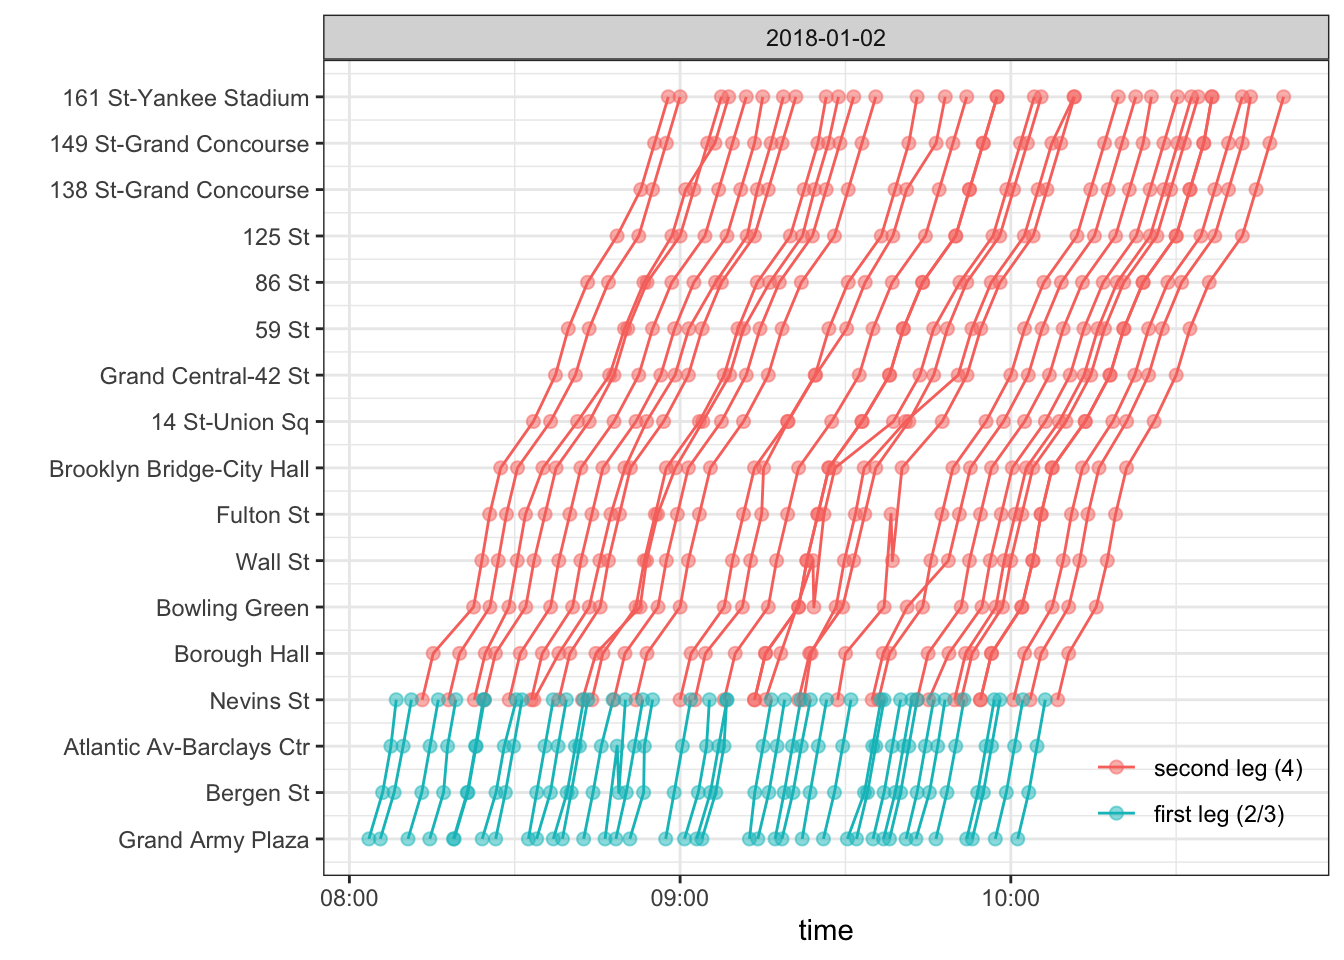 2018-01-02
161 St-Yankee Stadium
149 St-Grand Concourse
138 St-Grand Concourse
125 St
86 St
59 St
Grand Central-42 St
14 St-Union Sq
Brooklyn Bridge-City Hall
Fulton St
Wall St
Bowling Green
Borough Hall
Nevins St
Atlantic Av-Barclays Ctr
Bergen St
Grand Army Plaza
second leg (4)
first leg (2/3)
08:00 09:00 10:00
time